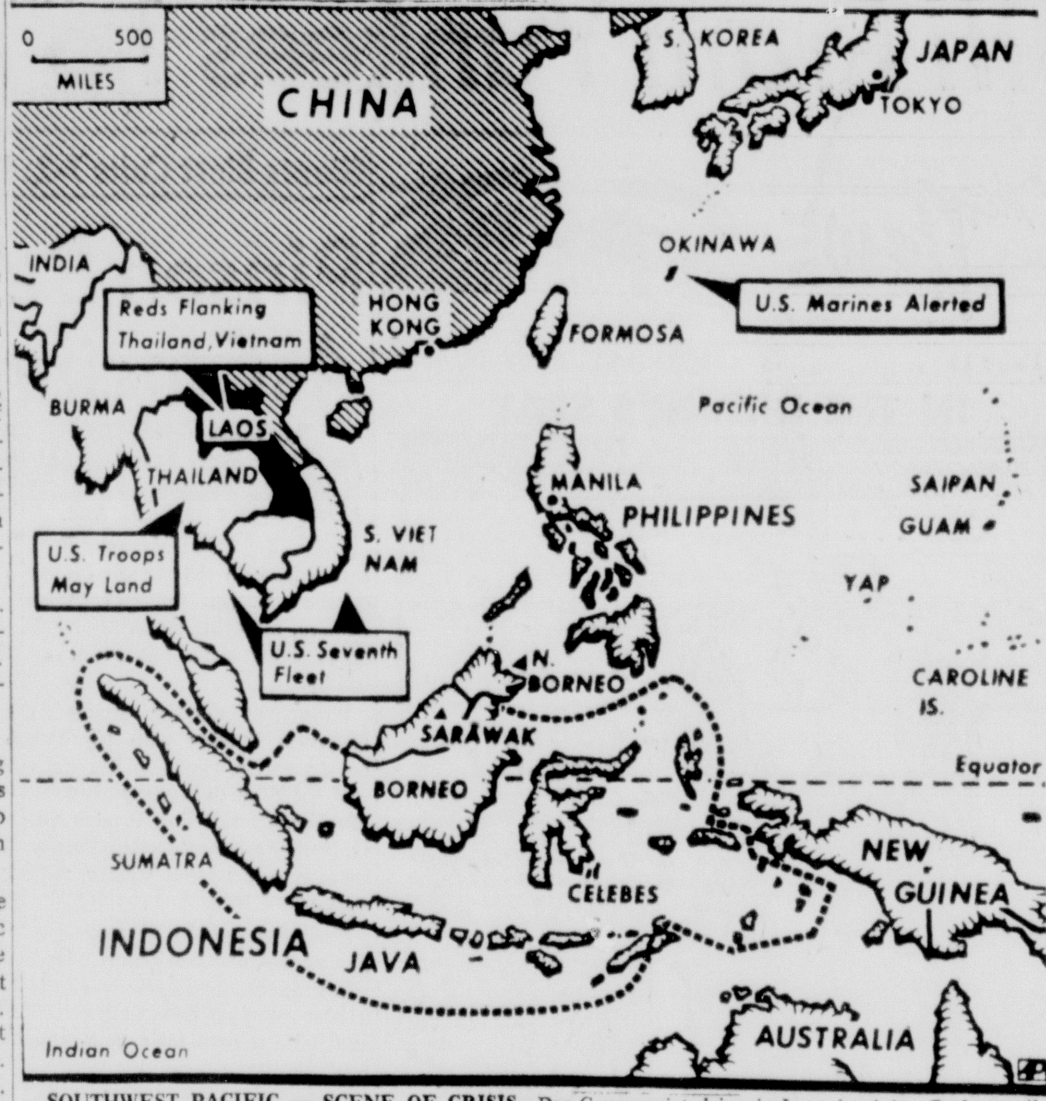 0 500
MILES
CHINA
S. KOREA
JAPAN
TOKYO
OKINAWA
U.S. Marines Alerted
INDIA
Reds Flanking
Thailand, Vietnam
HONG
KONG
FORMOSA
BURMA
LAOS
Pacific Ocean
THAILAND
MANILA
PHILIPPINES
SAIPAN
GUAM
U.S. Troops
May Land
S. VIET
NAM
YAP
U.S. Seventh
Fleet
N.
BORNEO
CAROLINE
IS.
SARAWAK
Equator
BORNEO
SUMATRA
CELEBES
NEW
GUINEA
INDONESIA
JAVA
AUSTRALIA
Indian Ocean
SOUTHWEST PACIFIC — SCENE OF CRISIS